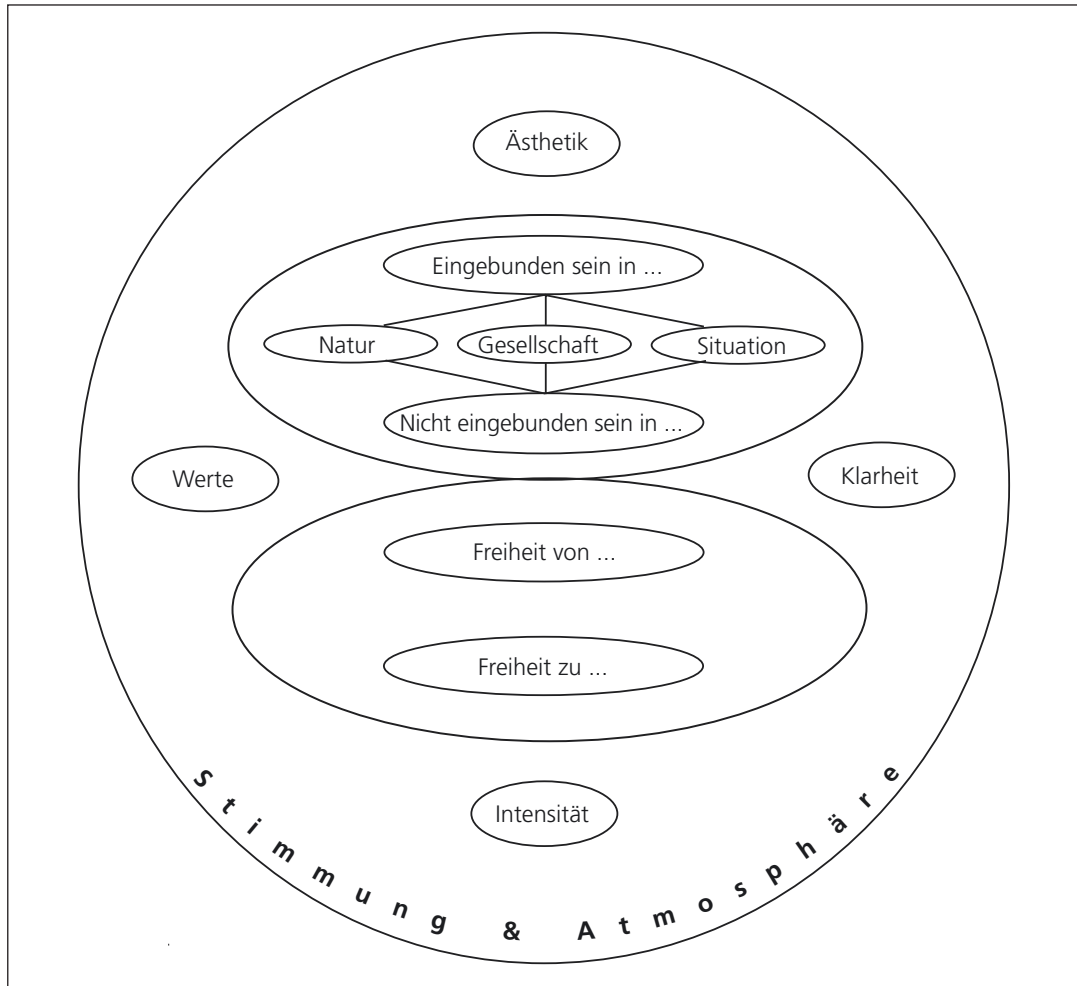 Ästhetik
Eingebunden sein in ...
Natur
Gesellschaft
Situation
Nicht eingebunden sein in ...
Werte
Klarheit
Freiheit von ...
Freiheit zu ...
Intensität
Stimmung & Atmosphäre